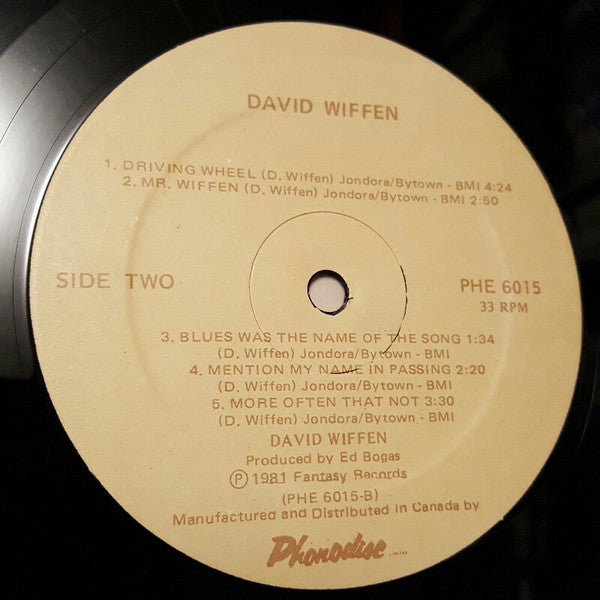 DAVID WIFFEN
1. DRIVING WHEEL (D. Wiffen) Jondora/Bytown - BMI 4:24
2. MR. WIFFEN (D. Wiffen) Jondora/Bytown - BMI 2:50
SIDE TWO
PHE 6015
33 RPM
3. BLUES WAS THE NAME OF THE SONG 1:34
(D. Wiffen) Jondora/Bytown - BMI
4. MENTION MY NAME IN PASSING 2:20
(D. Wiffen) Jondora/Bytown - BMI
5. MORE OFTEN THAT NOT 3:30
(D. Wiffen) Jondora/Bytown - BMI
DAVID WIFFEN
Produced by Ed Bogas
Ⓟ 1981 Fantasy Records
(PHE 6015-B)
Manufactured and Distributed in Canada by
Phonodisc